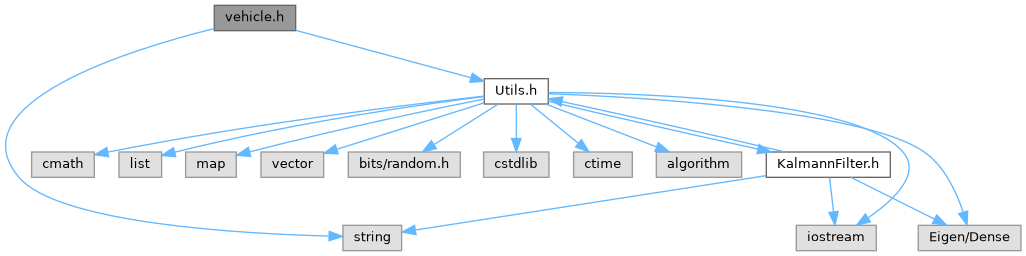 vehicle.h
Utils.h
cmath
list
map
vector
bits/random.h
cstdlib
ctime
algorithm
KalmannFilter.h
string
iostream
Eigen/Dense